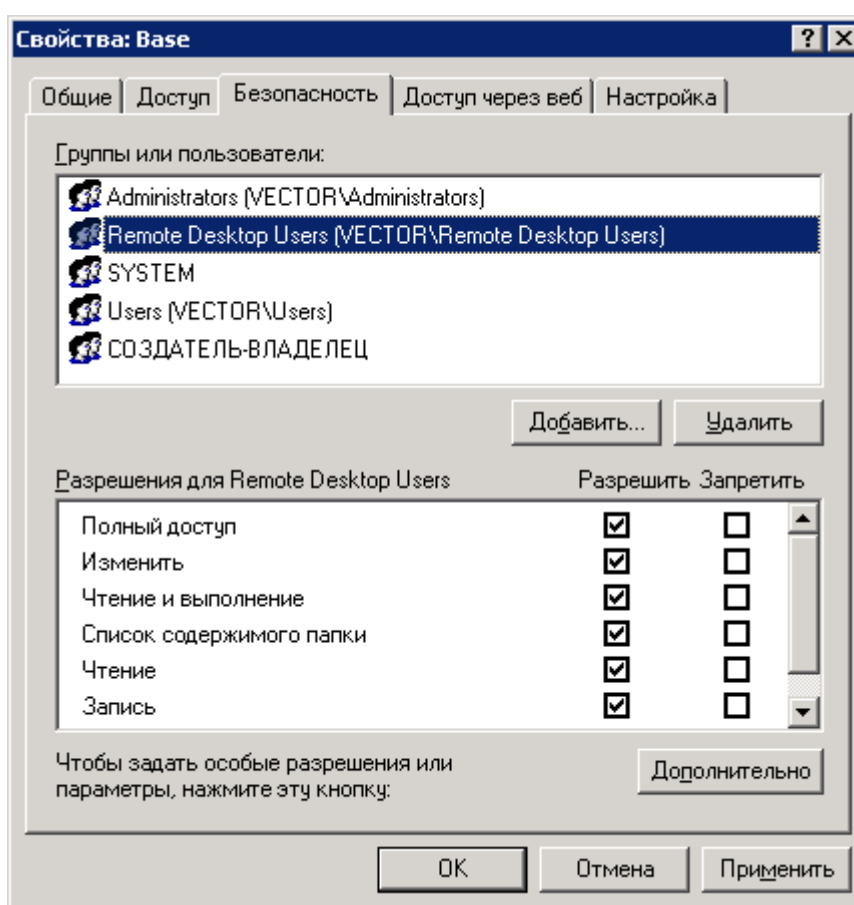 Свойства: Base
Общие Доступ Безопасность Доступ через веб Настройка
Группы или пользователи:
Administrators (VECTOR\Administrators)
Remote Desktop Users (VECTOR\Remote Desktop Users)
SYSTEM
Users (VECTOR\Users)
СОЗДАТЕЛЬ-ВЛАДЕЛЕЦ
Добавить... Удалить
Разрешения для Remote Desktop Users Разрешить Запретить
Полный доступ
Изменить
Чтение и выполнение
Список содержимого папки
Чтение
Запись
Чтобы задать особые разрешения или
параметры, нажмите эту кнопку:
Дополнительно
OK Отмена Применить